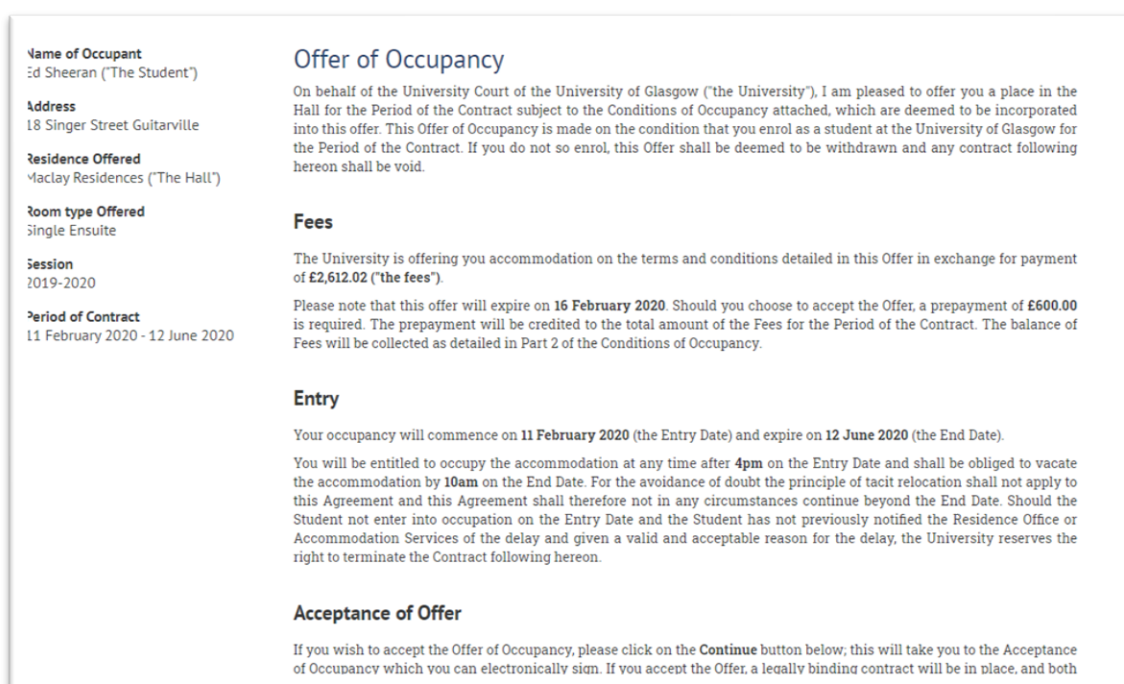 Name of Occupant
Ed Sheeran ("The Student")
Address
18 Singer Street Guitarville
Residence Offered
Maclay Residences ("The Hall")
Room type Offered
Single Ensuite
Session
2019-2020
Period of Contract
11 February 2020 - 12 June 2020
Offer of Occupancy
On behalf of the University Court of the University of Glasgow ("the University"), I am pleased to offer you a place in the
Hall for the Period of the Contract subject to the Conditions of Occupancy attached, which are deemed to be incorporated
into this offer. This Offer of Occupancy is made on the condition that you enrol as a student at the University of Glasgow for
the Period of the Contract. If you do not so enrol, this Offer shall be deemed to be withdrawn and any contract following
hereon shall be void.
Fees
The University is offering you accommodation on the terms and conditions detailed in this Offer in exchange for payment
of £2,612.02 ("the fees").
Please note that this offer will expire on 16 February 2020. Should you choose to accept the Offer, a prepayment of £600.00
is required. The prepayment will be credited to the total amount of the Fees for the Period of the Contract. The balance of
Fees will be collected as detailed in Part 2 of the Conditions of Occupancy.
Entry
Your occupancy will commence on 11 February 2020 (the Entry Date) and expire on 12 June 2020 (the End Date).
You will be entitled to occupy the accommodation at any time after 4pm on the Entry Date and shall be obliged to vacate
the accommodation by 10am on the End Date. For the avoidance of doubt the principle of tacit relocation shall not apply to
this Agreement and this Agreement shall therefore not in any circumstances continue beyond the End Date. Should the
Student not enter into occupation on the Entry Date and the Student has not previously notified the Residence Office or
Accommodation Services of the delay and given a valid and acceptable reason for the delay, the University reserves the
right to terminate the Contract following hereon.
Acceptance of Offer
If you wish to accept the Offer of Occupancy, please click on the Continue button below; this will take you to the Acceptance
of Occupancy which you can electronically sign. If you accept the Offer, a legally binding contract will be in place, and both